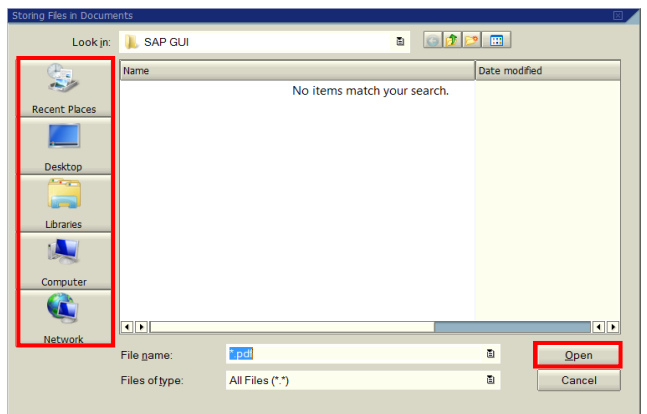 Storing Files in Documents
Look in:
SAP GUI
Name
Date modified
No items match your search.
Recent Places
Desktop
Libraries
Computer
Network
File name:
*.pdf
Open
Files of type:
All Files (*.*)
Cancel